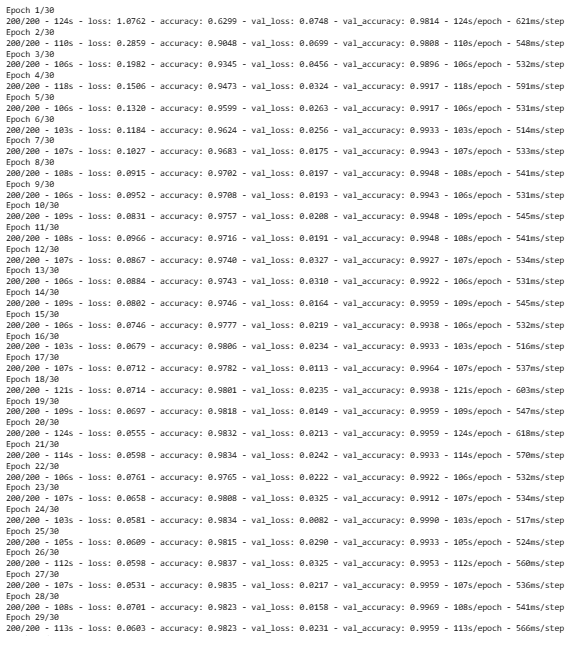 Epoch 1/30
200/200 - 124s - loss: 1.0762 - accuracy: 0.6299 - val_loss: 0.0748 - val_accuracy: 0.9814 - 124s/epoch - 621ms/step
Epoch 2/30
200/200 - 110s - loss: 0.2859 - accuracy: 0.9048 - val_loss: 0.0699 - val_accuracy: 0.9808 - 110s/epoch - 548ms/step
Epoch 3/30
200/200 - 106s - loss: 0.1982 - accuracy: 0.9345 - val_loss: 0.0456 - val_accuracy: 0.9896 - 106s/epoch - 532ms/step
Epoch 4/30
200/200 - 118s - loss: 0.1506 - accuracy: 0.9473 - val_loss: 0.0324 - val_accuracy: 0.9917 - 118s/epoch - 591ms/step
Epoch 5/30
200/200 - 106s - loss: 0.1320 - accuracy: 0.9599 - val_loss: 0.0263 - val_accuracy: 0.9917 - 106s/epoch - 531ms/step
Epoch 6/30
200/200 - 103s - loss: 0.1184 - accuracy: 0.9624 - val_loss: 0.0256 - val_accuracy: 0.9933 - 103s/epoch - 514ms/step
Epoch 7/30
200/200 - 107s - loss: 0.1027 - accuracy: 0.9683 - val_loss: 0.0175 - val_accuracy: 0.9943 - 107s/epoch - 533ms/step
Epoch 8/30
200/200 - 108s - loss: 0.0915 - accuracy: 0.9702 - val_loss: 0.0197 - val_accuracy: 0.9948 - 108s/epoch - 541ms/step
Epoch 9/30
200/200 - 106s - loss: 0.0952 - accuracy: 0.9708 - val_loss: 0.0193 - val_accuracy: 0.9943 - 106s/epoch - 531ms/step
Epoch 10/30
200/200 - 109s - loss: 0.0831 - accuracy: 0.9757 - val_loss: 0.0208 - val_accuracy: 0.9948 - 109s/epoch - 545ms/step
Epoch 11/30
200/200 - 108s - loss: 0.0966 - accuracy: 0.9716 - val_loss: 0.0191 - val_accuracy: 0.9948 - 108s/epoch - 541ms/step
Epoch 12/30
200/200 - 107s - loss: 0.0867 - accuracy: 0.9740 - val_loss: 0.0327 - val_accuracy: 0.9927 - 107s/epoch - 534ms/step
Epoch 13/30
200/200 - 106s - loss: 0.0884 - accuracy: 0.9743 - val_loss: 0.0310 - val_accuracy: 0.9922 - 106s/epoch - 531ms/step
Epoch 14/30
200/200 - 109s - loss: 0.0802 - accuracy: 0.9746 - val_loss: 0.0164 - val_accuracy: 0.9959 - 109s/epoch - 545ms/step
Epoch 15/30
200/200 - 106s - loss: 0.0746 - accuracy: 0.9777 - val_loss: 0.0219 - val_accuracy: 0.9938 - 106s/epoch - 532ms/step
Epoch 16/30
200/200 - 103s - loss: 0.0679 - accuracy: 0.9806 - val_loss: 0.0234 - val_accuracy: 0.9933 - 103s/epoch - 516ms/step
Epoch 17/30
200/200 - 107s - loss: 0.0712 - accuracy: 0.9782 - val_loss: 0.0113 - val_accuracy: 0.9964 - 107s/epoch - 537ms/step
Epoch 18/30
200/200 - 121s - loss: 0.0714 - accuracy: 0.9801 - val_loss: 0.0235 - val_accuracy: 0.9938 - 121s/epoch - 603ms/step
Epoch 19/30
200/200 - 109s - loss: 0.0697 - accuracy: 0.9818 - val_loss: 0.0149 - val_accuracy: 0.9959 - 109s/epoch - 547ms/step
Epoch 20/30
200/200 - 124s - loss: 0.0555 - accuracy: 0.9832 - val_loss: 0.0213 - val_accuracy: 0.9959 - 124s/epoch - 618ms/step
Epoch 21/30
200/200 - 114s - loss: 0.0598 - accuracy: 0.9834 - val_loss: 0.0242 - val_accuracy: 0.9933 - 114s/epoch - 570ms/step
Epoch 22/30
200/200 - 106s - loss: 0.0761 - accuracy: 0.9765 - val_loss: 0.0222 - val_accuracy: 0.9922 - 106s/epoch - 532ms/step
Epoch 23/30
200/200 - 107s - loss: 0.0658 - accuracy: 0.9808 - val_loss: 0.0325 - val_accuracy: 0.9912 - 107s/epoch - 534ms/step
Epoch 24/30
200/200 - 103s - loss: 0.0581 - accuracy: 0.9834 - val_loss: 0.0082 - val_accuracy: 0.9990 - 103s/epoch - 517ms/step
Epoch 25/30
200/200 - 105s - loss: 0.0609 - accuracy: 0.9815 - val_loss: 0.0290 - val_accuracy: 0.9933 - 105s/epoch - 524ms/step
Epoch 26/30
200/200 - 112s - loss: 0.0598 - accuracy: 0.9837 - val_loss: 0.0325 - val_accuracy: 0.9953 - 112s/epoch - 560ms/step
Epoch 27/30
200/200 - 107s - loss: 0.0531 - accuracy: 0.9835 - val_loss: 0.0217 - val_accuracy: 0.9959 - 107s/epoch - 536ms/step
Epoch 28/30
200/200 - 108s - loss: 0.0701 - accuracy: 0.9823 - val_loss: 0.0158 - val_accuracy: 0.9969 - 108s/epoch - 541ms/step
Epoch 29/30
200/200 - 113s - loss: 0.0603 - accuracy: 0.9823 - val_loss: 0.0231 - val_accuracy: 0.9959 - 113s/epoch - 566ms/step